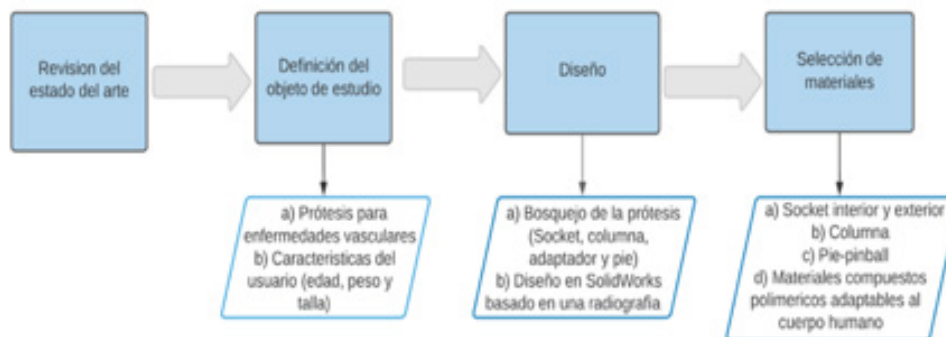 Revision del
estado del arte
Definición del
objeto de estudio
Diseño
Selección de
materiales
a) Prótesis para
enfermedades vasculares
b) Caracteristicas del
usuario (edad, peso y
talla)
a) Bosquejo de la prótesis
(Socket, columna,
adaptador y pie)
b) Diseño en SolidWorks
basado en una radiografia
a) Socket interior y exterior
b) Columna
c) Pie-pinball
d) Materiales compuestos
polimericos adaptables al
cuerpo humano